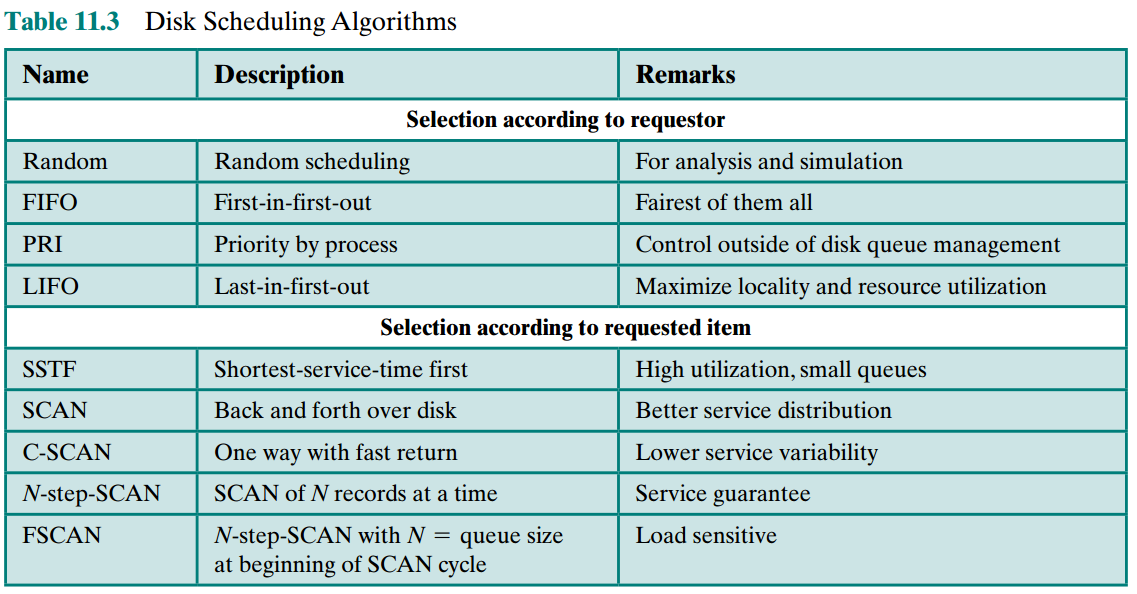 Table 11.3 Disk Scheduling Algorithms
Name Description Remarks
Selection according to requestor
Random Random scheduling For analysis and simulation
FIFO First-in-first-out Fairest of them all
PRI Priority by process Control outside of disk queue management
LIFO Last-in-first-out Maximize locality and resource utilization
Selection according to requested item
SSTF Shortest-service-time first High utilization, small queues
SCAN Back and forth over disk Better service distribution
C-SCAN One way with fast return Lower service variability
N-step-SCAN SCAN of N records at a time Service guarantee
FSCAN N-step-SCAN with N = queue size Load sensitive
at beginning of SCAN cycle